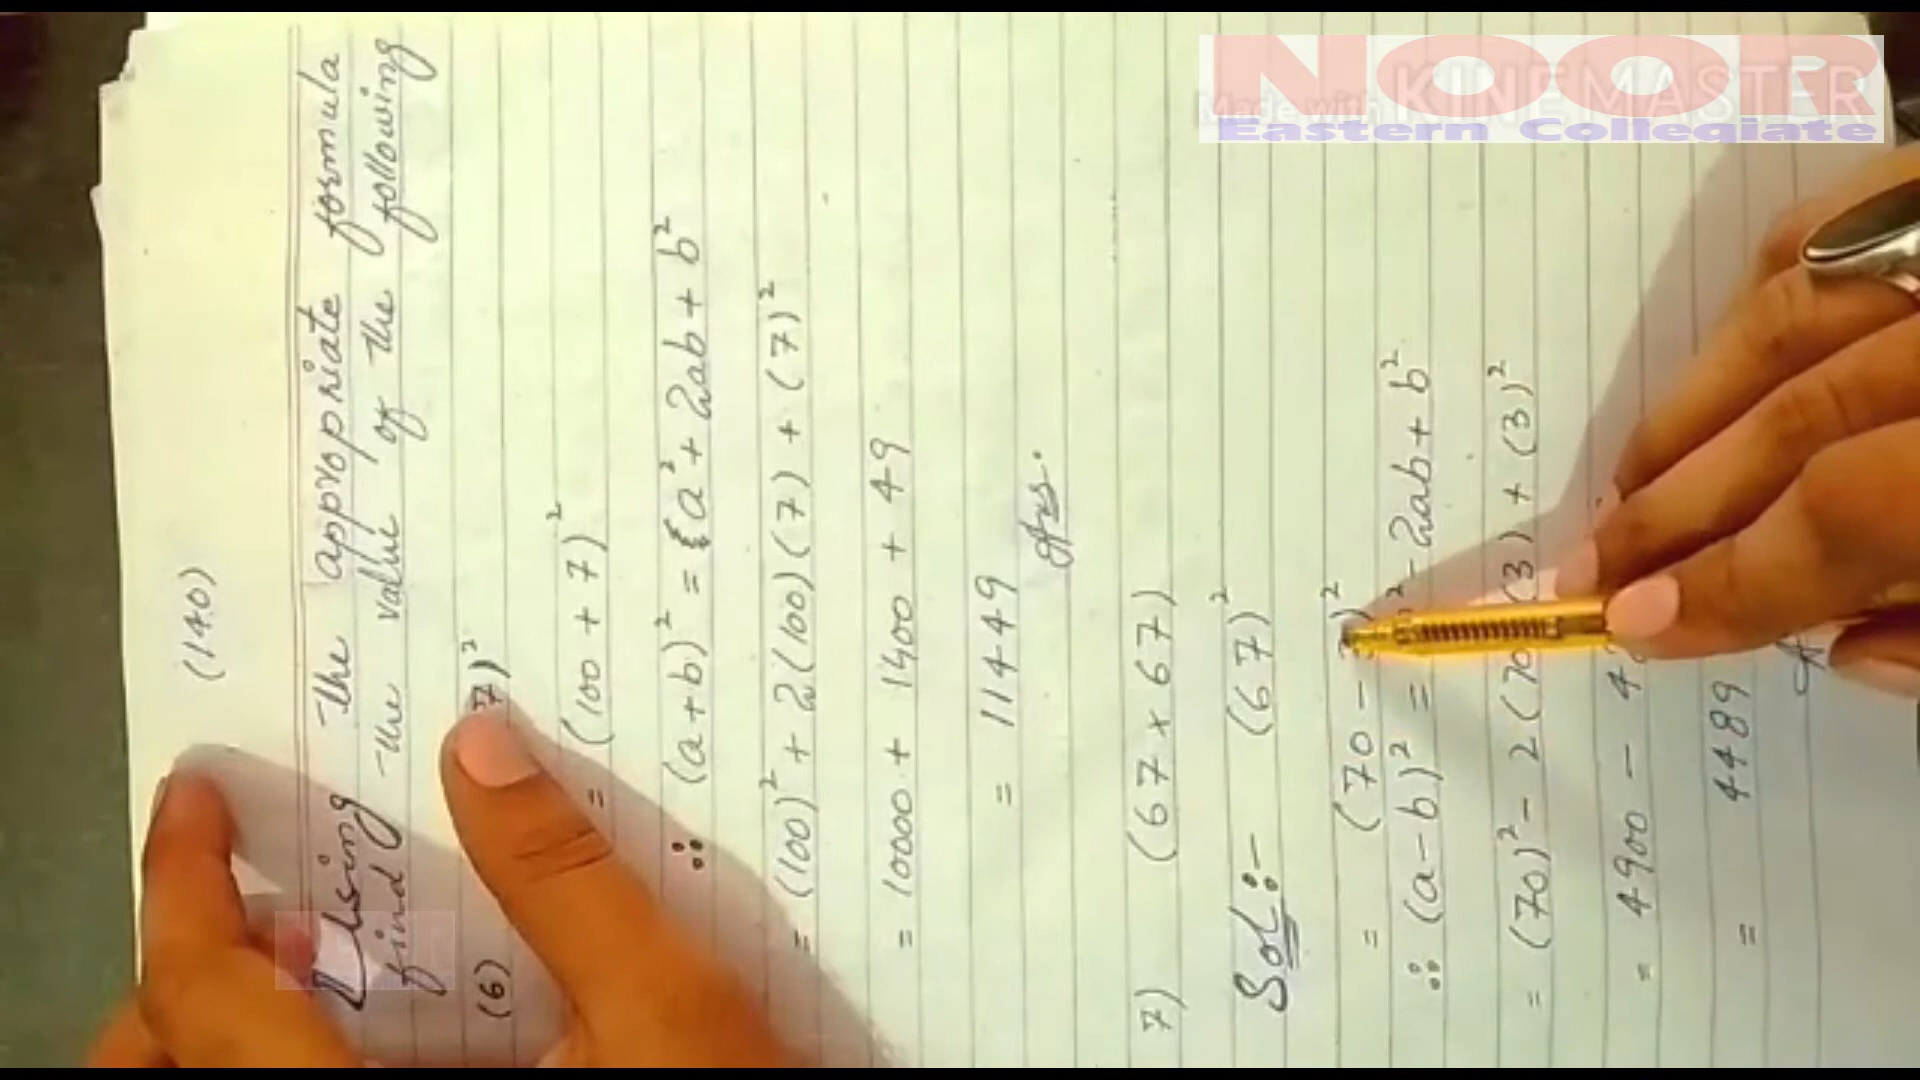 NOOR
Made with KINEMASTER
Eastern Collegiate
(140)
Using the appropriate formula
find the value of the following
(6) 7)²
= (100 + 7)²
∴ (a+b)² = a² + 2ab + b²
= (100)² + 2(100)(7) + (7)²
= 10000 + 1400 + 49
= 11449
Ans.
7) (67 × 67)
Sol:- (67)²
= (70 - )²
∴ (a-b)² = ² - 2ab + b²
= (70)² - 2(70 (3) + (3)²
= 4900 - 4
= 4489